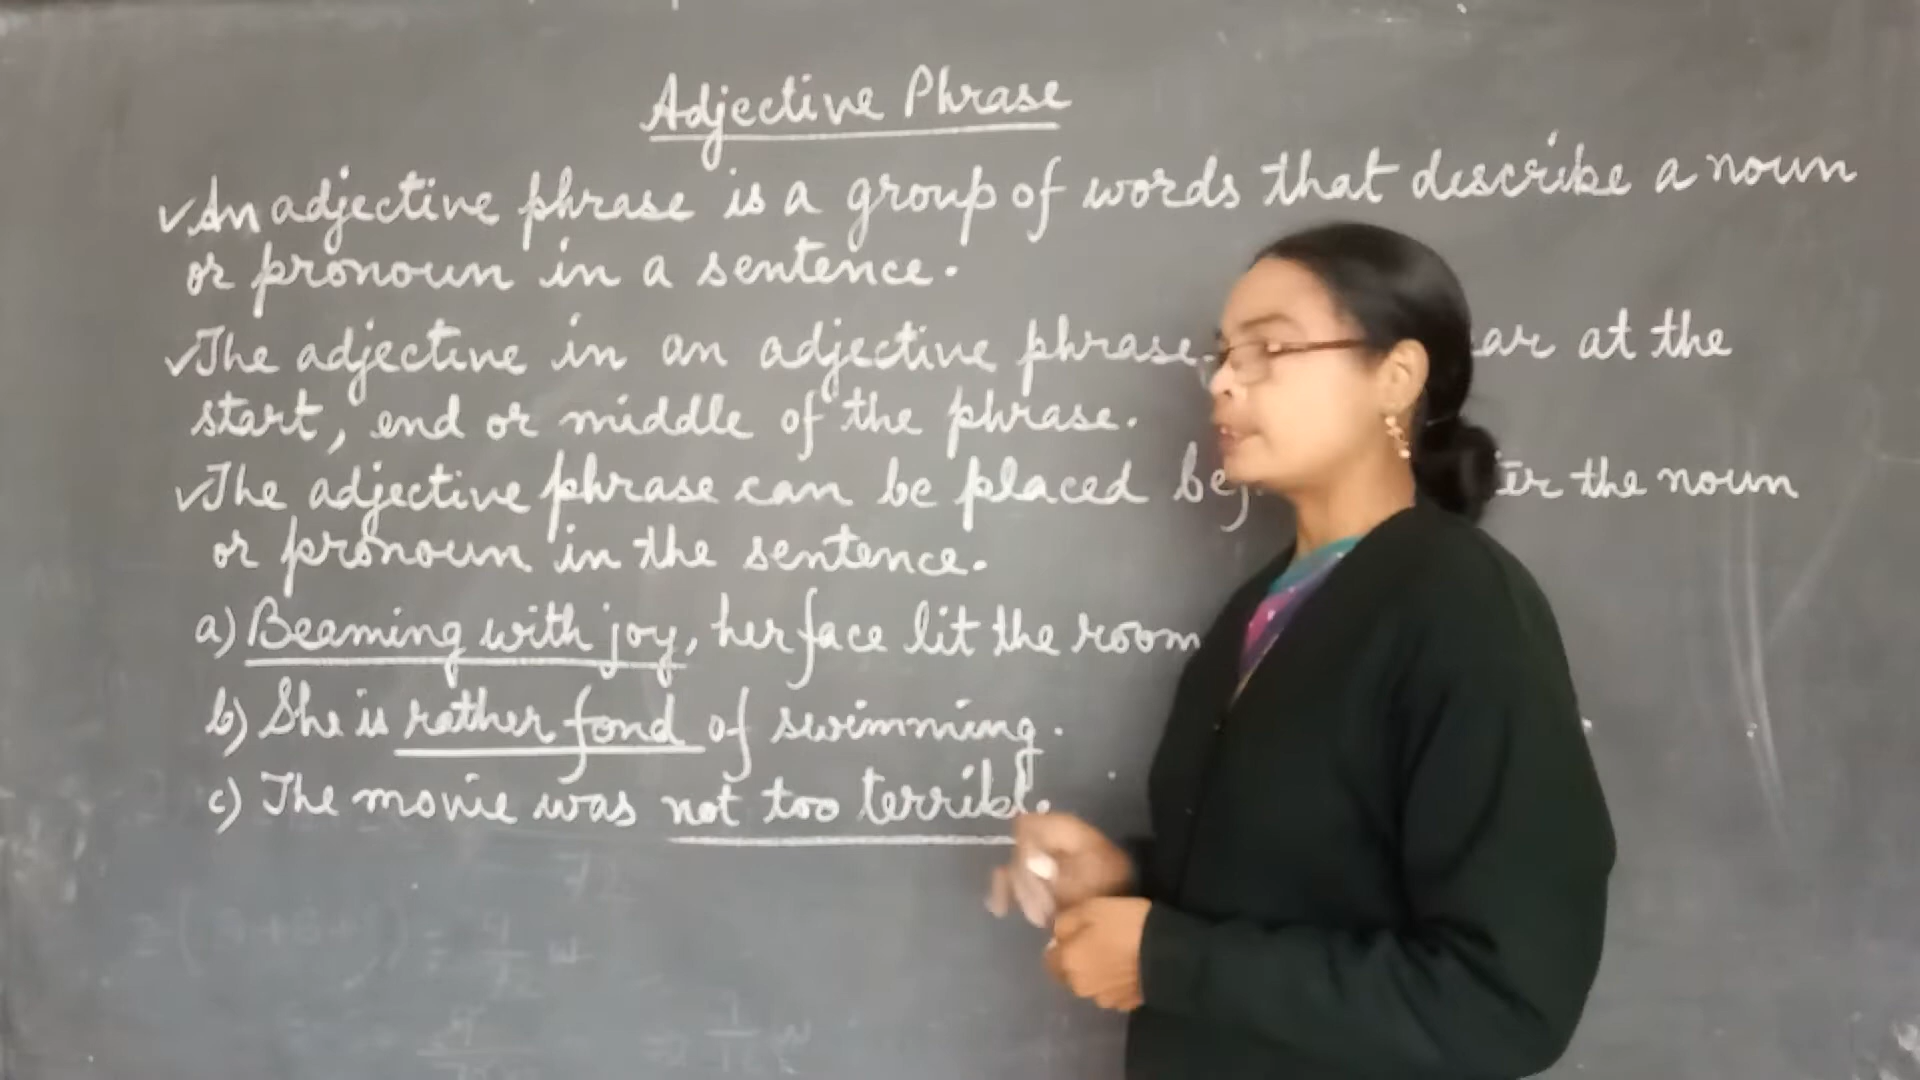 Adjective Phrase
✓An adjective phrase is a group of words that describe a noun
or pronoun in a sentence.
✓The adjective in an adjective phrase at the
start, end or middle of the phrase.
✓The adjective phrase can be placed the noun
or pronoun in the sentence.
a) Beaming with joy, her face lit the room
b) She is rather fond of swimming.
c) The movie was not too terrible.